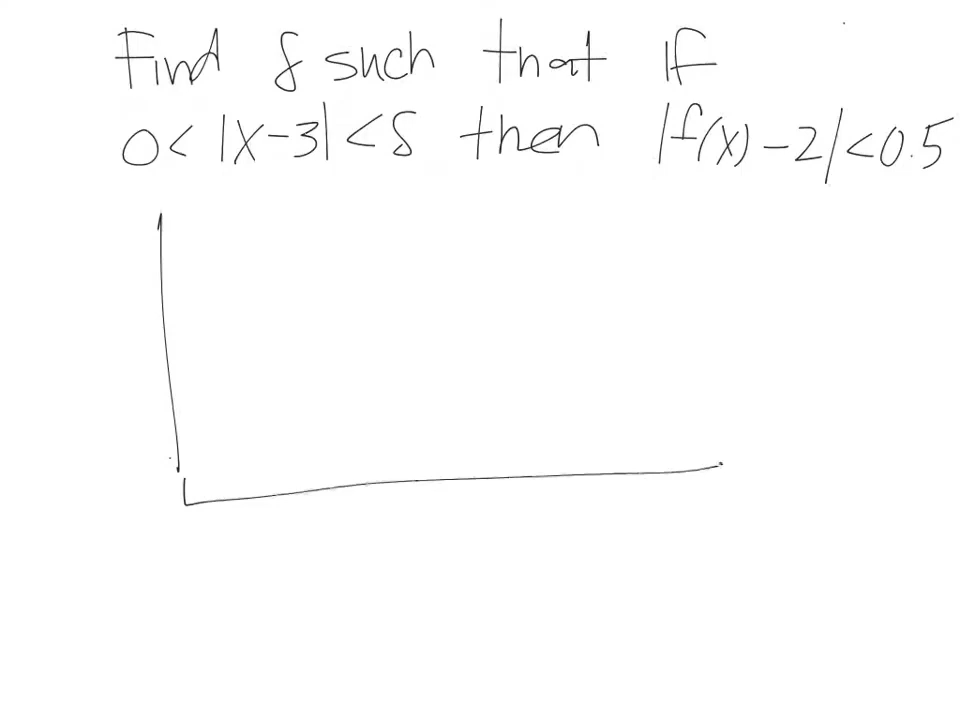 Find δ such that if
0 < |x - 3| < δ then |f(x) - 2| < 0.5